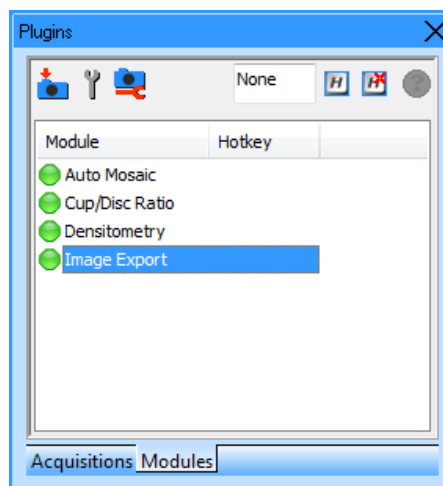 Plugins
None
H H ?
Module Hotkey
Auto Mosaic
Cup/Disc Ratio
Densitometry
Image Export
Acquisitions Modules